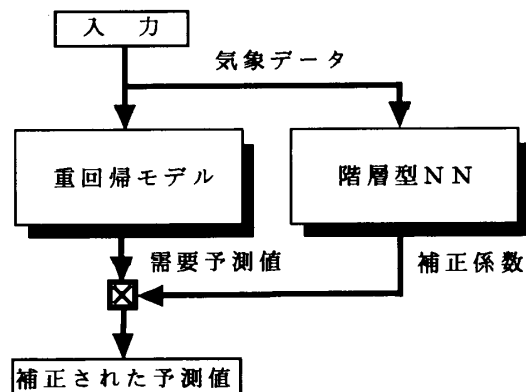 入力
気象データ
重回帰モデル
階層型NN
需要予測値
補正係数
補正された予測値